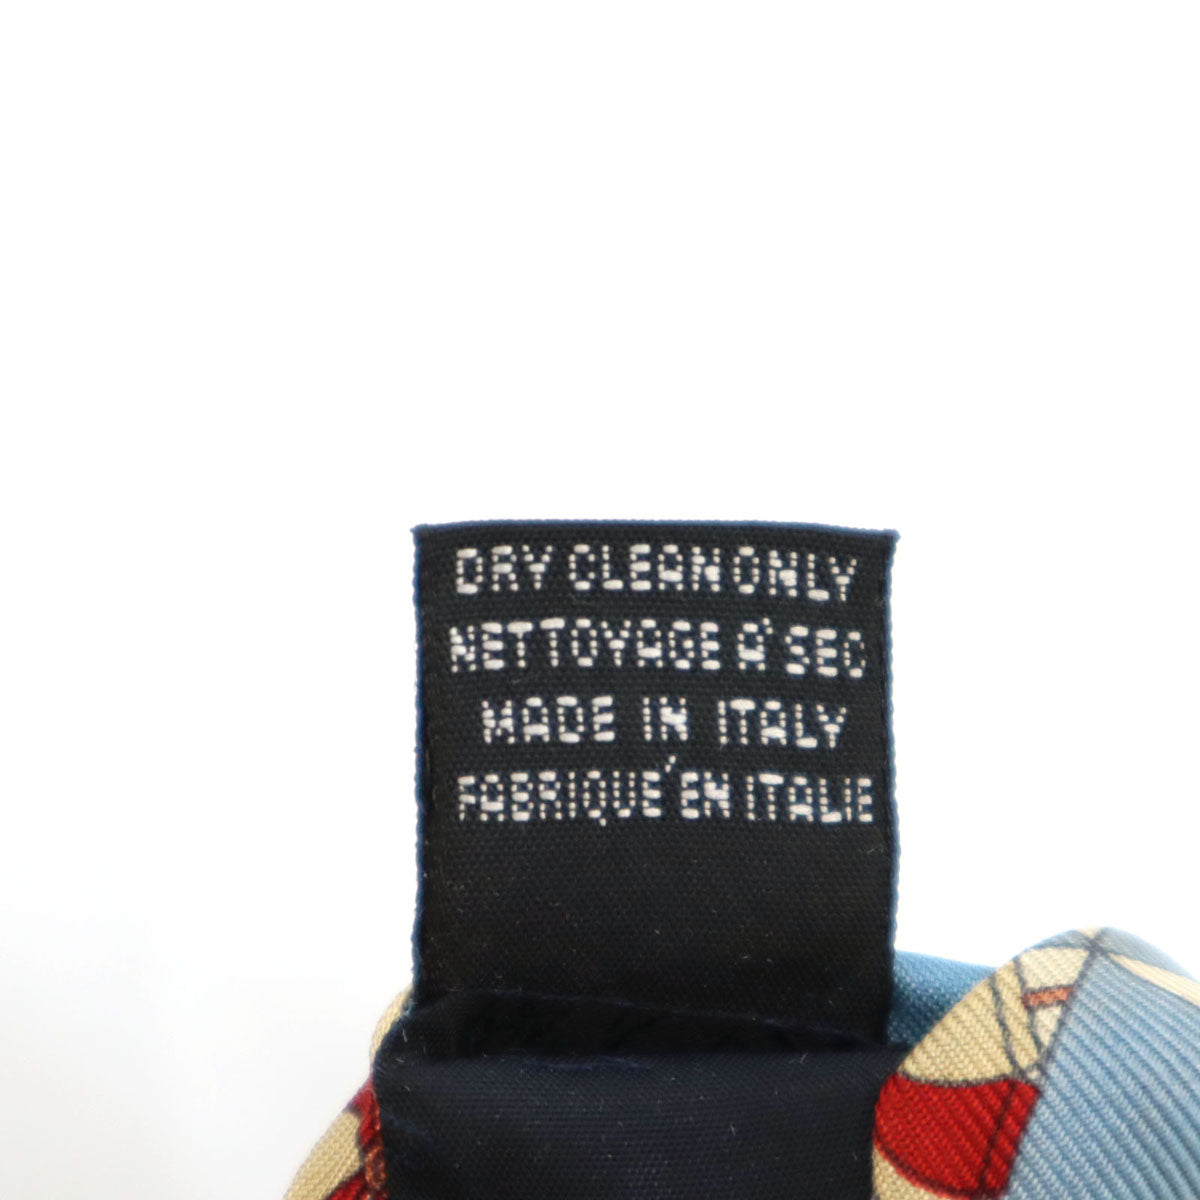 DRY CLEAN ONLY
NETTOYAGE A' SEC
MADE IN ITALY
FABRIQUE' EN ITALIE